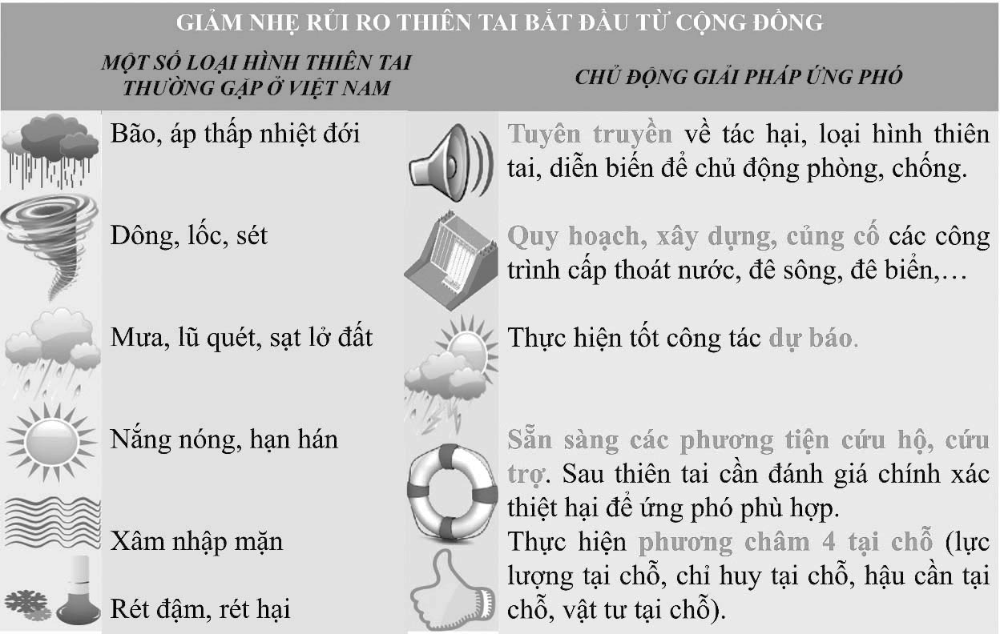 GIẢM NHẸ RỦI RO THIÊN TAI BẮT ĐẦU TỪ CỘNG ĐỒNG
MỘT SỐ LOẠI HÌNH THIÊN TAI
THƯỜNG GẶP Ở VIỆT NAM
CHỦ ĐỘNG GIẢI PHÁP ỨNG PHÓ
Bão, áp thấp nhiệt đới
Tuyên truyền về tác hại, loại hình thiên
tai, diễn biến để chủ động phòng, chống.
Dông, lốc, sét
Quy hoạch, xây dựng, củng cố các công
trình cấp thoát nước, đê sông, đê biển,…
Mưa, lũ quét, sạt lở đất
Thực hiện tốt công tác dự báo.
Nắng nóng, hạn hán
Sẵn sàng các phương tiện cứu hộ, cứu
trợ. Sau thiên tai cần đánh giá chính xác
thiệt hại để ứng phó phù hợp.
Xâm nhập mặn
Thực hiện phương châm 4 tại chỗ (lực
lượng tại chỗ, chỉ huy tại chỗ, hậu cần tại
chỗ, vật tư tại chỗ).
Rét đậm, rét hại